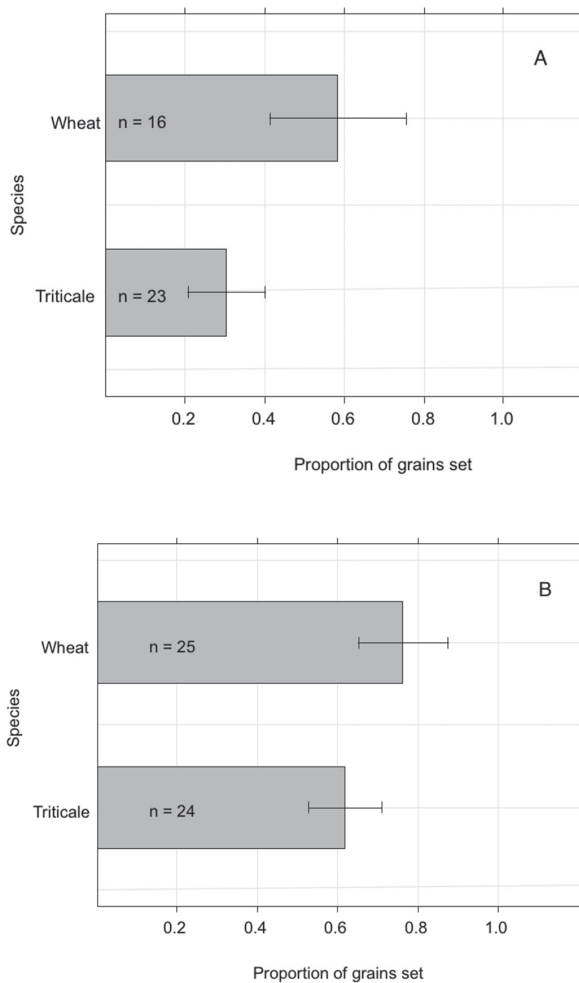 A
Wheat
n = 16
Species
Triticale
n = 23
0.2 0.4 0.6 0.8 1.0
Proportion of grains set
B
Wheat
n = 25
Species
Triticale
n = 24
0.2 0.4 0.6 0.8 1.0
Proportion of grains set